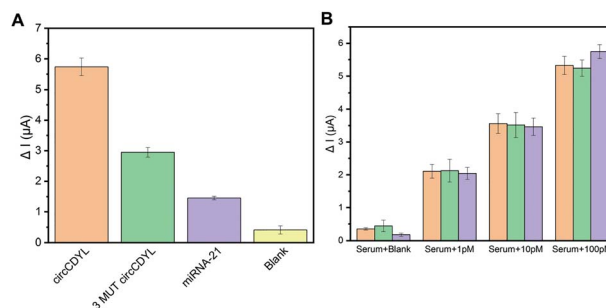 A
Δ I (μA)
7
6
5
4
3
2
1
0
circCDYL
3 MUT circCDYL
miRNA-21
Blank
B
Δ I (μA)
6
5
4
3
2
1
0
Serum+Blank
Serum+1pM
Serum+10pM
Serum+100pM